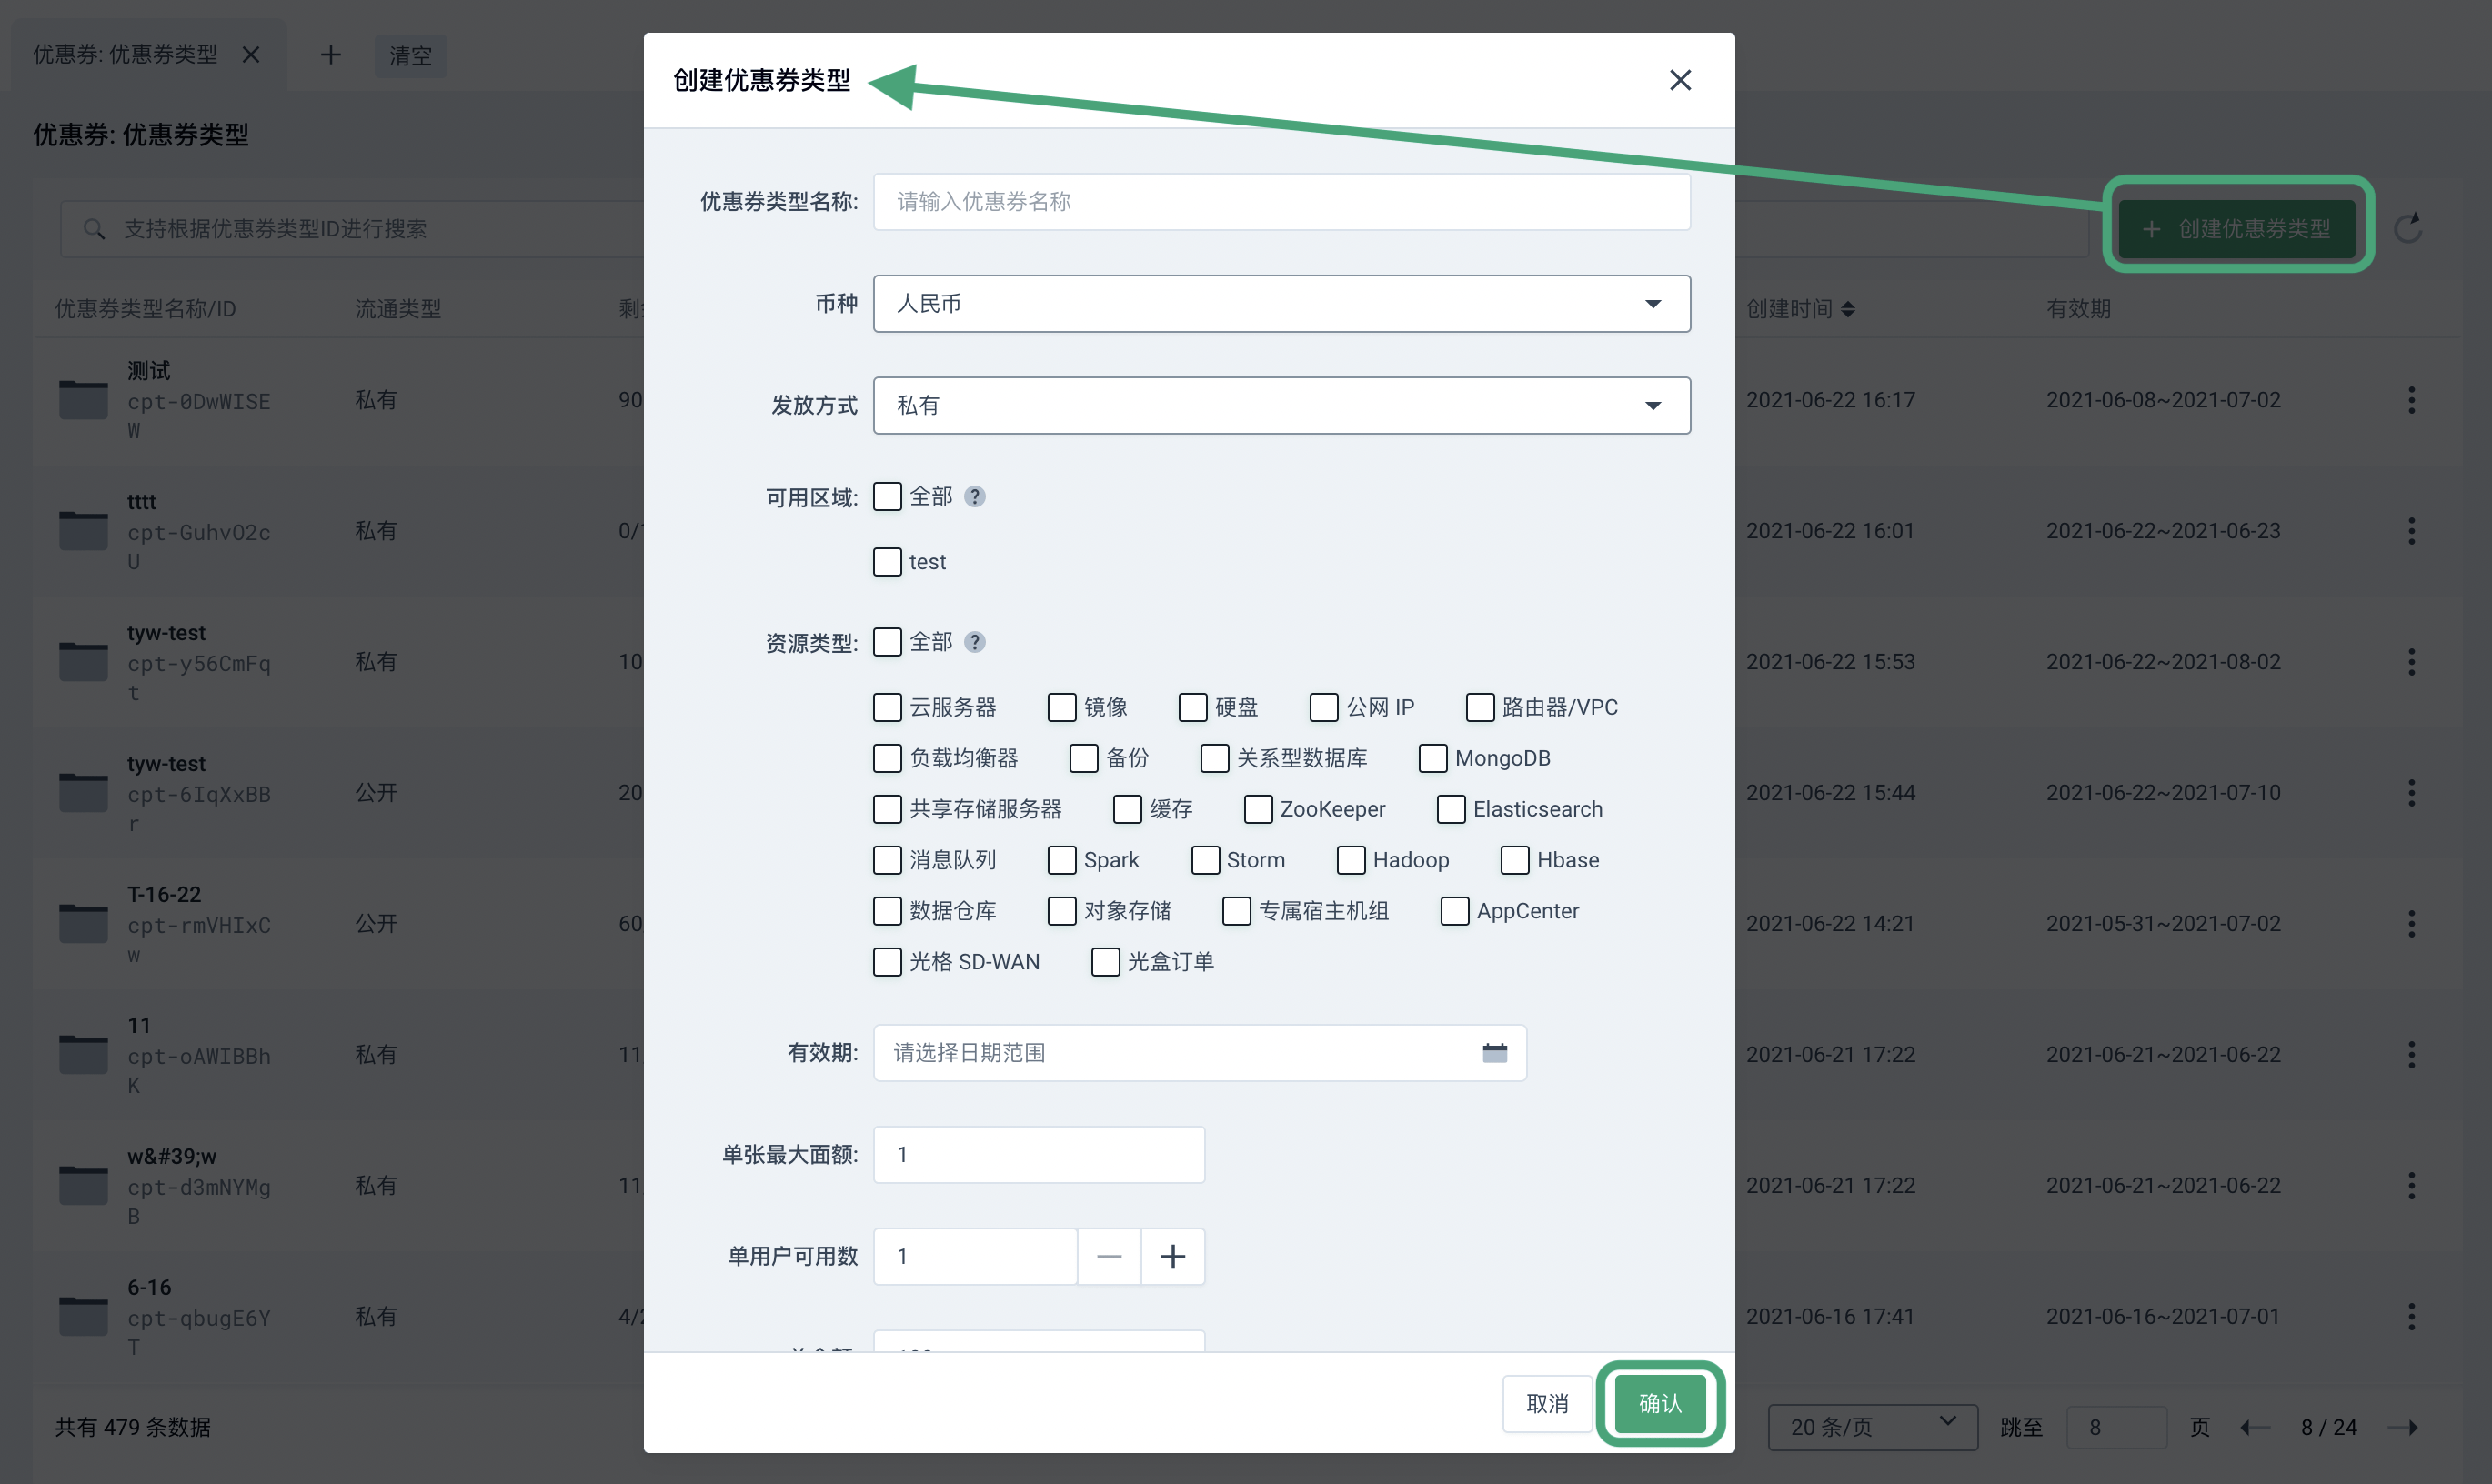 优惠券: 优惠券类型
清空
优惠券: 优惠券类型
支持根据优惠券类型ID进行搜索
创建优惠券类型
优惠券类型名称/ID 流通类型 创建时间 有效期
测试
cpt-0DwWISE
W
私有 90 2021-06-22 16:17 2021-06-08~2021-07-02
tttt
cpt-GuhvO2c
U
私有 0/ 2021-06-22 16:01 2021-06-22~2021-06-23
tyw-test
cpt-y56CmFq
t
私有 10 2021-06-22 15:53 2021-06-22~2021-08-02
tyw-test
cpt-6IqXxBB
r
公开 20 2021-06-22 15:44 2021-06-22~2021-07-10
T-16-22
cpt-rmVHIxC
w
公开 60 2021-06-22 14:21 2021-05-31~2021-07-02
11
cpt-oAWIBBh
K
私有 11 2021-06-21 17:22 2021-06-21~2021-06-22
w&#39;w
cpt-d3mNYMg
B
私有 11 2021-06-21 17:22 2021-06-21~2021-06-22
6-16
cpt-qbugE6Y
T
私有 4/ 2021-06-16 17:41 2021-06-16~2021-07-01
共有 479 条数据
20 条/页 跳至 8 页 8 / 24
创建优惠券类型
优惠券类型名称: 请输入优惠券名称
币种 人民币
发放方式 私有
可用区域: 全部 ?
test
资源类型: 全部 ?
云服务器 镜像 硬盘 公网 IP 路由器/VPC
负载均衡器 备份 关系型数据库 MongoDB
共享存储服务器 缓存 ZooKeeper Elasticsearch
消息队列 Spark Storm Hadoop Hbase
数据仓库 对象存储 专属宿主机组 AppCenter
光格 SD-WAN 光盒订单
有效期: 请选择日期范围
单张最大面额: 1
单用户可用数 1
取消 确认